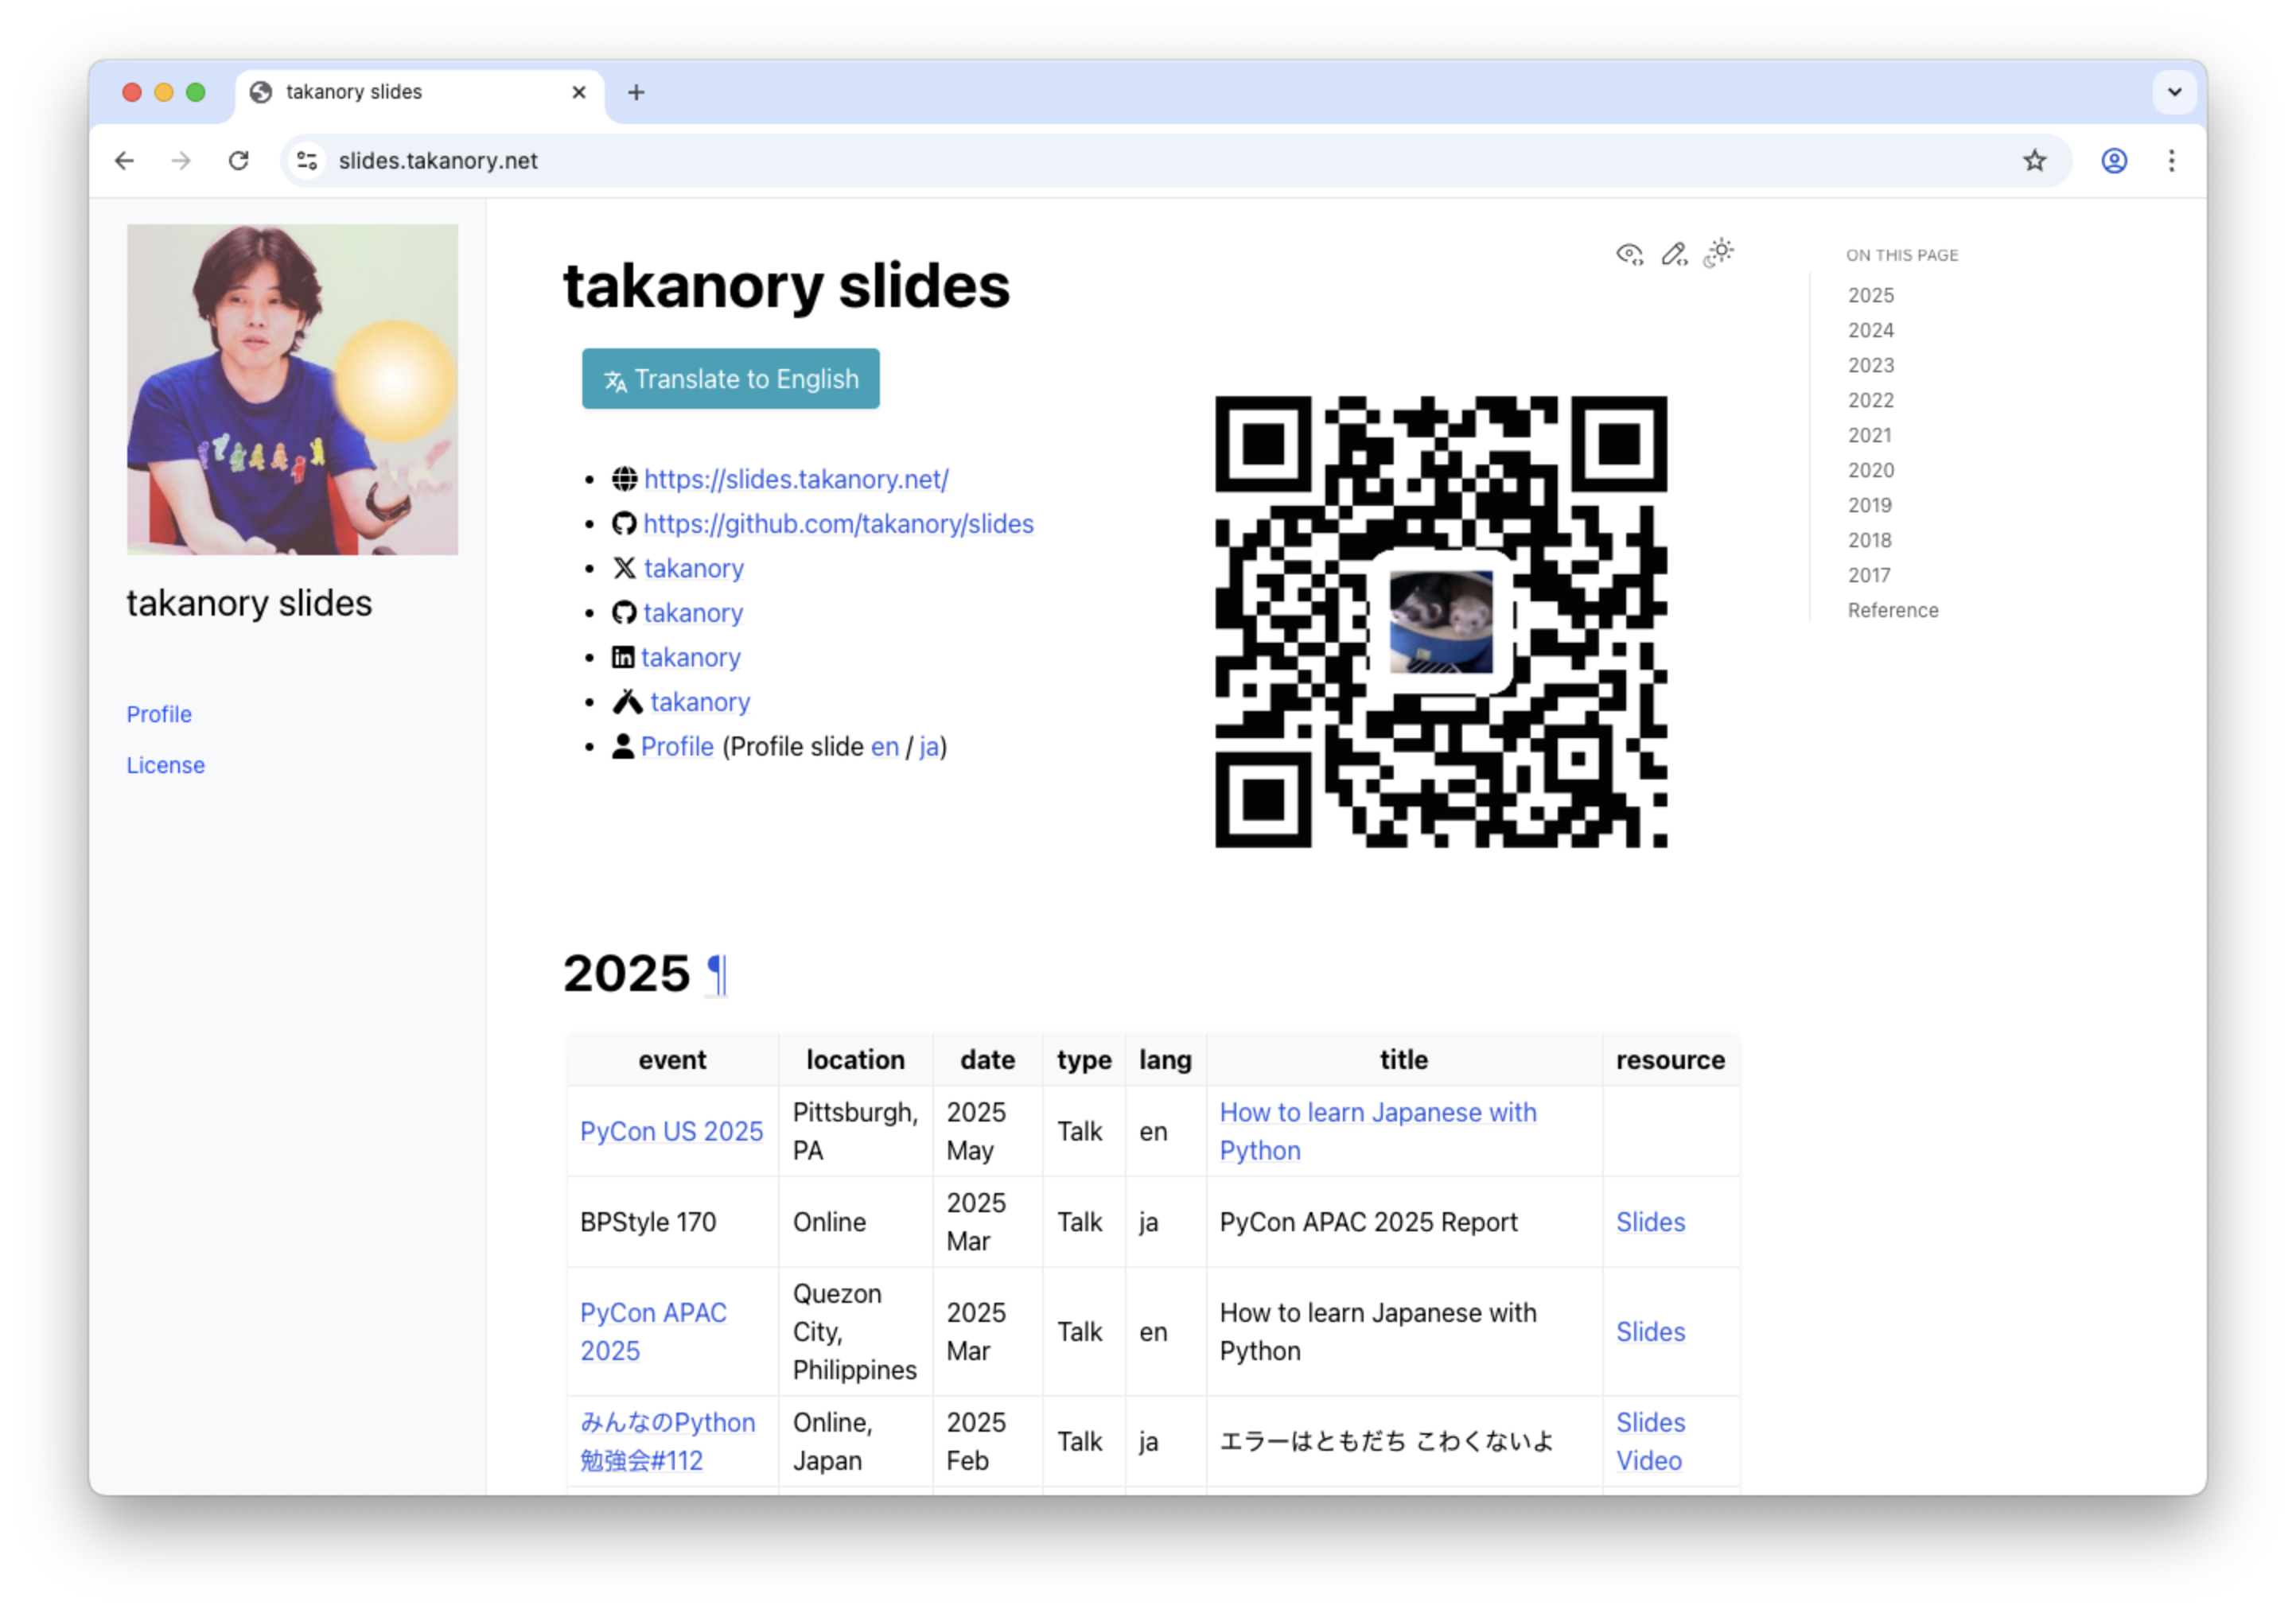 takanory slides
slides.takanory.net
takanory slides
Profile
License
takanory slides
Translate to English
https://slides.takanory.net/
https://github.com/takanory/slides
takanory
takanory
takanory
takanory
Profile (Profile slide en / ja)
ON THIS PAGE
2025
2024
2023
2022
2021
2020
2019
2018
2017
Reference
2025 ¶
event location date type lang title resource
PyCon US 2025
Pittsburgh,
PA
2025
May
Talk
en
How to learn Japanese with
Python
BPStyle 170
Online
2025
Mar
Talk
ja
PyCon APAC 2025 Report
Slides
PyCon APAC
2025
Quezon
City,
Philippines
2025
Mar
Talk
en
How to learn Japanese with
Python
Slides
みんなのPython
勉強会#112
Online,
Japan
2025
Feb
Talk
ja
エラーはともだち こわくないよ
Slides
Video